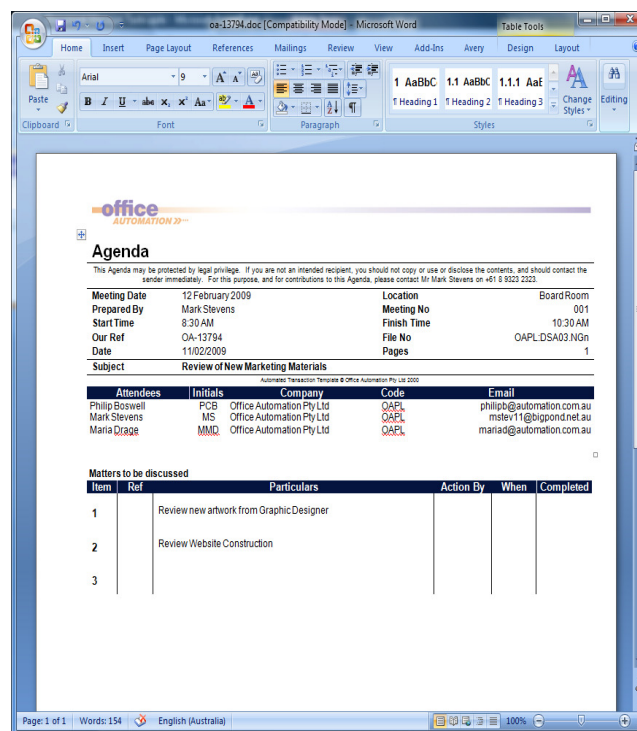 oa-13794.doc [Compatibility Mode] - Microsoft Word Table Tools
Home Insert Page Layout References Mailings Review View Add-Ins Avery Design Layout
Arial 9
1 AaBbC 1.1 AaBbC 1.1.1 AaE
Paste B I U abc x, x² Aa A Heading 1 Heading 2 Heading 3 Change Styles Editing
Clipboard Font Paragraph Styles
office
AUTOMATION
Agenda
This Agenda may be protected by legal privilege. If you are not an intended recipient, you should not copy or use or disclose the contents, and should contact the
sender immediately. For this purpose, and for contributions to this Agenda, please contact Mr Mark Stevens on +61 8 9323 2323.
Meeting Date 12 February 2009 Location Board Room
Prepared By Mark Stevens Meeting No 001
Start Time 8:30 AM Finish Time 10:30 AM
Our Ref OA-13794 File No OAPL:DSA03.NGn
Date 11/02/2009 Pages 1
Subject Review of New Marketing Materials
Automated Transaction Template © Office Automation Pty Ltd 2000
Attendees Initials Company Code Email
Philip Boswell PCB Office Automation Pty Ltd OAPL philipb@automation.com.au
Mark Stevens MS Office Automation Pty Ltd OAPL mstev11@bigpond.net.au
Maria Drage MMD Office Automation Pty Ltd OAPL mariad@automation.com.au
Matters to be discussed
Item Ref Particulars Action By When Completed
1 Review new artwork from Graphic Designer
2 Review Website Construction
3
Page: 1 of 1 Words: 154 English (Australia) 100%